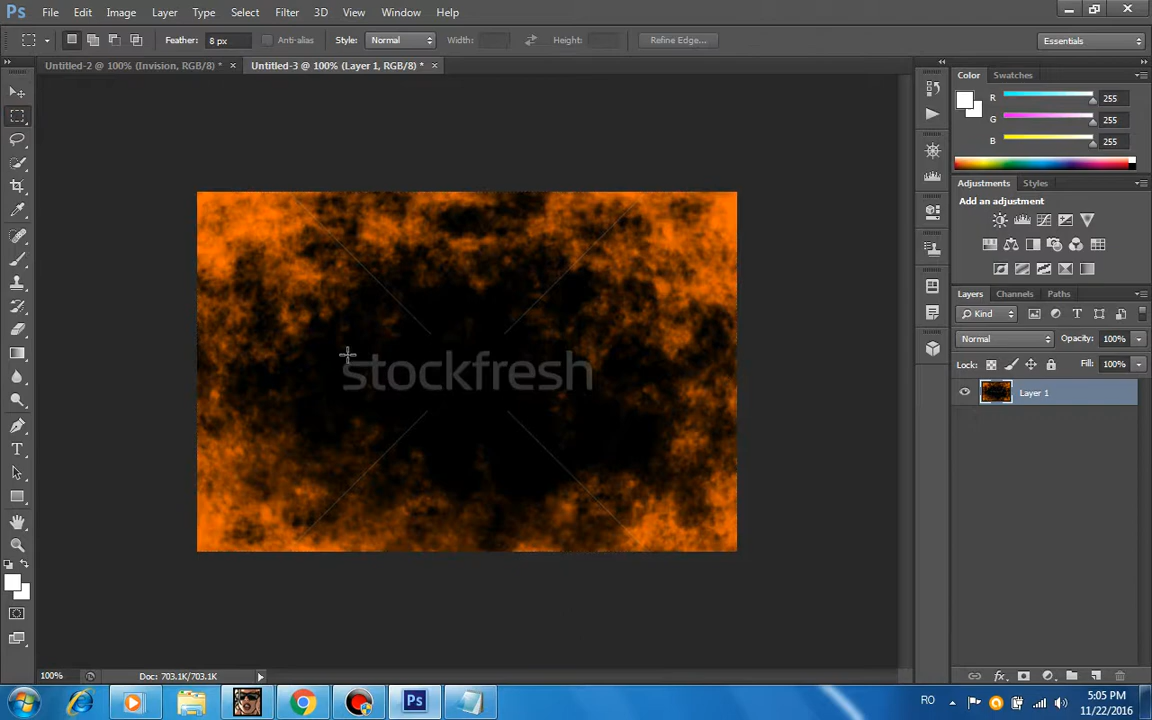 Ps File Edit Image Layer Type Select Filter 3D View Window Help
Feather: 8 px Anti-alias Style: Normal Width: Height: Refine Edge... Essentials
Untitled-2 @ 100% (Invision, RGB/8) * × Untitled-3 @ 100% (Layer 1, RGB/8) * ×
Color Swatches
R 255
G 255
B 255
Adjustments Styles
Add an adjustment
Layers Channels Paths
Kind
Normal Opacity: 100%
Lock: Fill: 100%
Layer 1
stockfresh
fx
100% Doc: 703.1K/703.1K
Ps RO 5:05 PM
11/22/2016